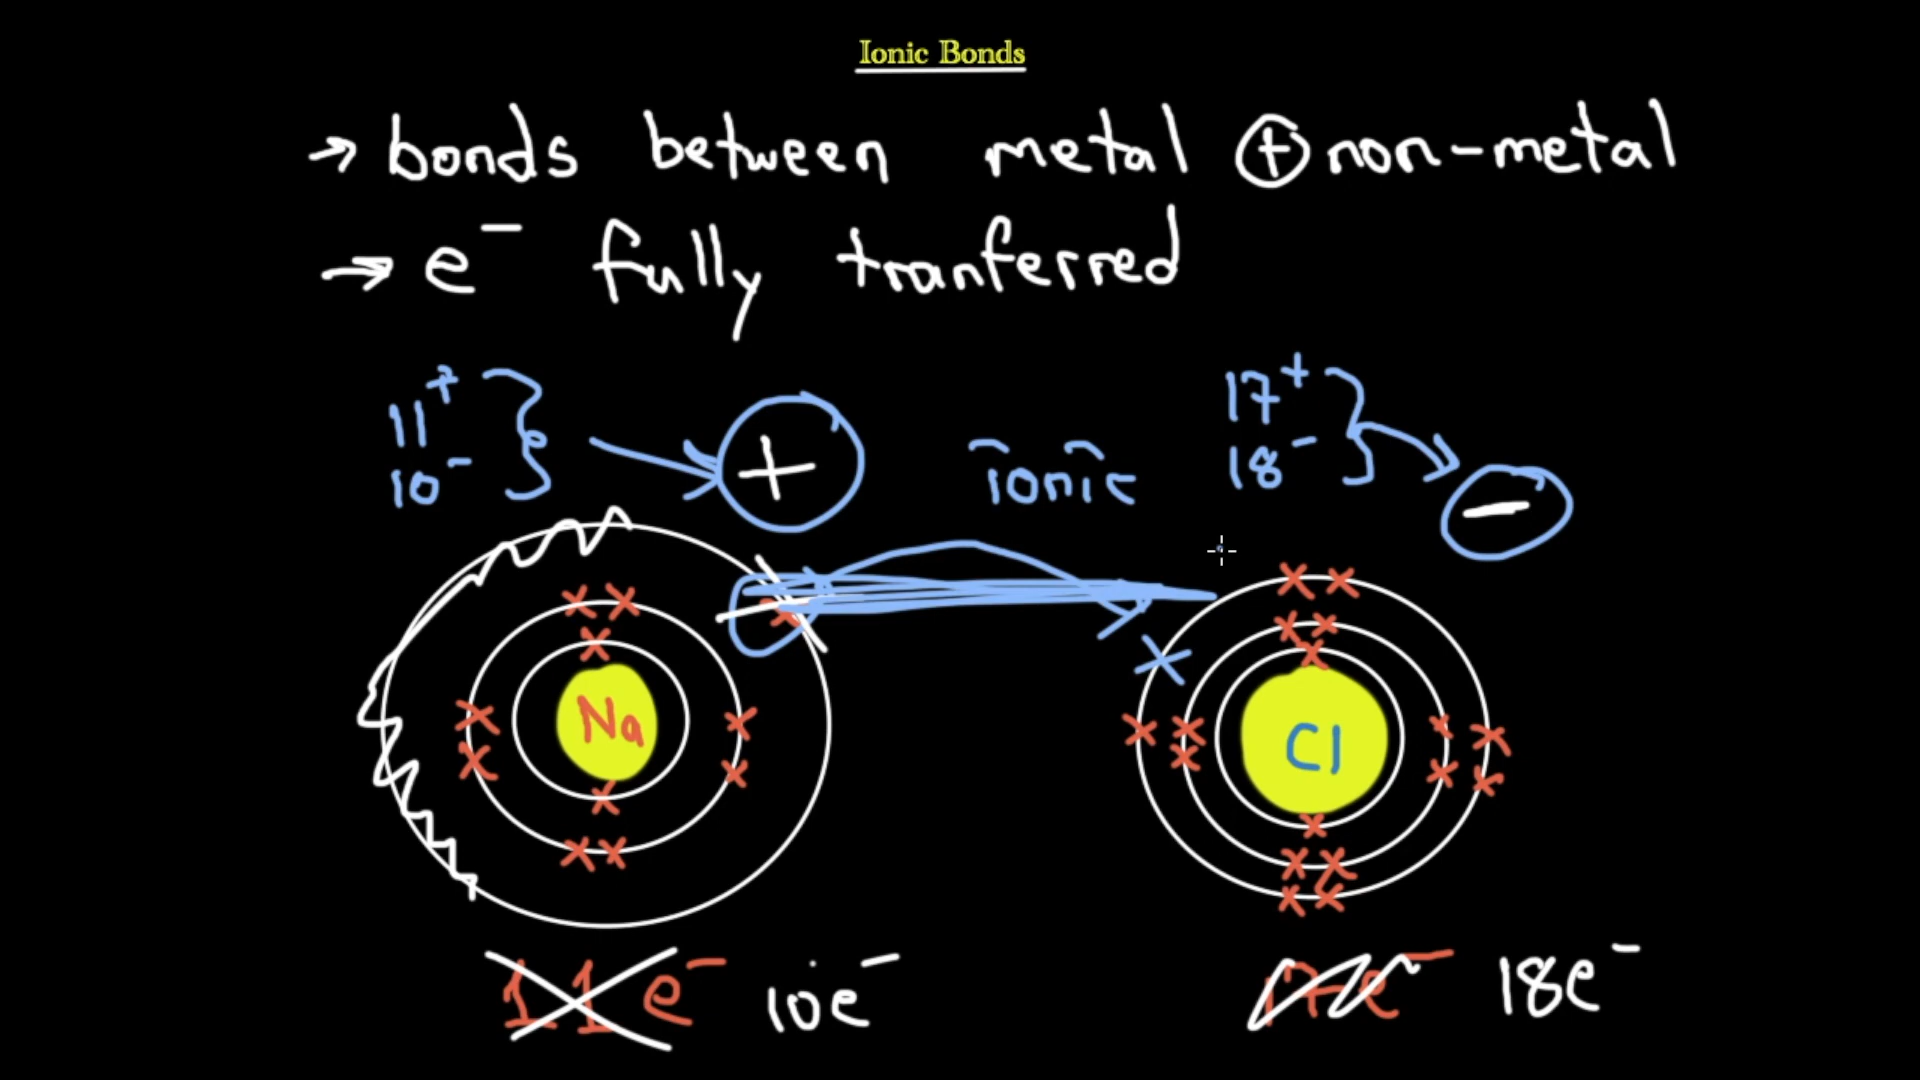 Ionic Bonds
→ bonds between metal ⊕ non-metal
→ e⁻ fully tranferred
11⁺
10⁻
+
ionic
17⁺
18⁻
−
Na
Cl
11e⁻ 10e⁻
17e⁻ 18e⁻